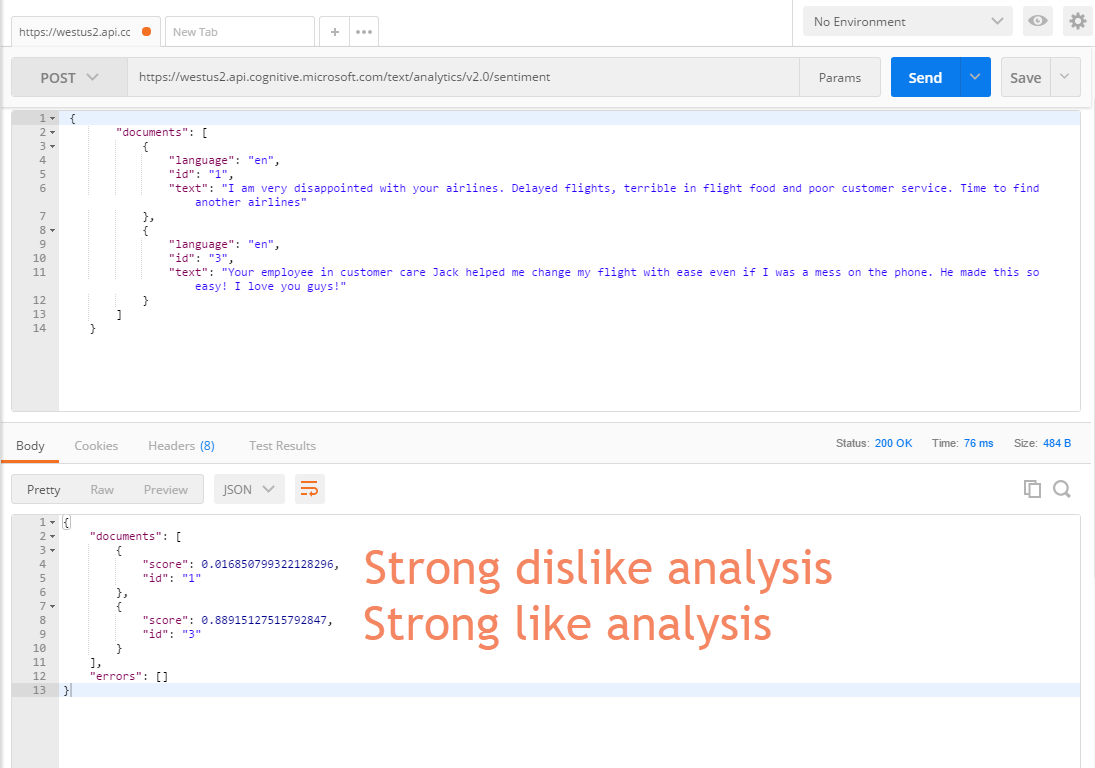 https://westus2.api.cc
New Tab
+
•••
No Environment
POST
https://westus2.api.cognitive.microsoft.com/text/analytics/v2.0/sentiment
Params
Send
Save
1 {
2 "documents": [
3 {
4 "language": "en",
5 "id": "1",
6 "text": "I am very disappointed with your airlines. Delayed flights, terrible in flight food and poor customer service. Time to find
another airlines"
7 },
8 {
9 "language": "en",
10 "id": "3",
11 "text": "Your employee in customer care Jack helped me change my flight with ease even if I was a mess on the phone. He made this so
easy! I love you guys!"
12 }
13 ]
14 }
Body
Cookies
Headers (8)
Test Results
Status: 200 OK
Time: 76 ms
Size: 484 B
Pretty
Raw
Preview
JSON
1 {
2 "documents": [
3 {
4 "score": 0.016850799322128296,
5 "id": "1"
6 },
7 {
8 "score": 0.88915127515792847,
9 "id": "3"
10 }
11 ],
12 "errors": []
13 }
Strong dislike analysis
Strong like analysis